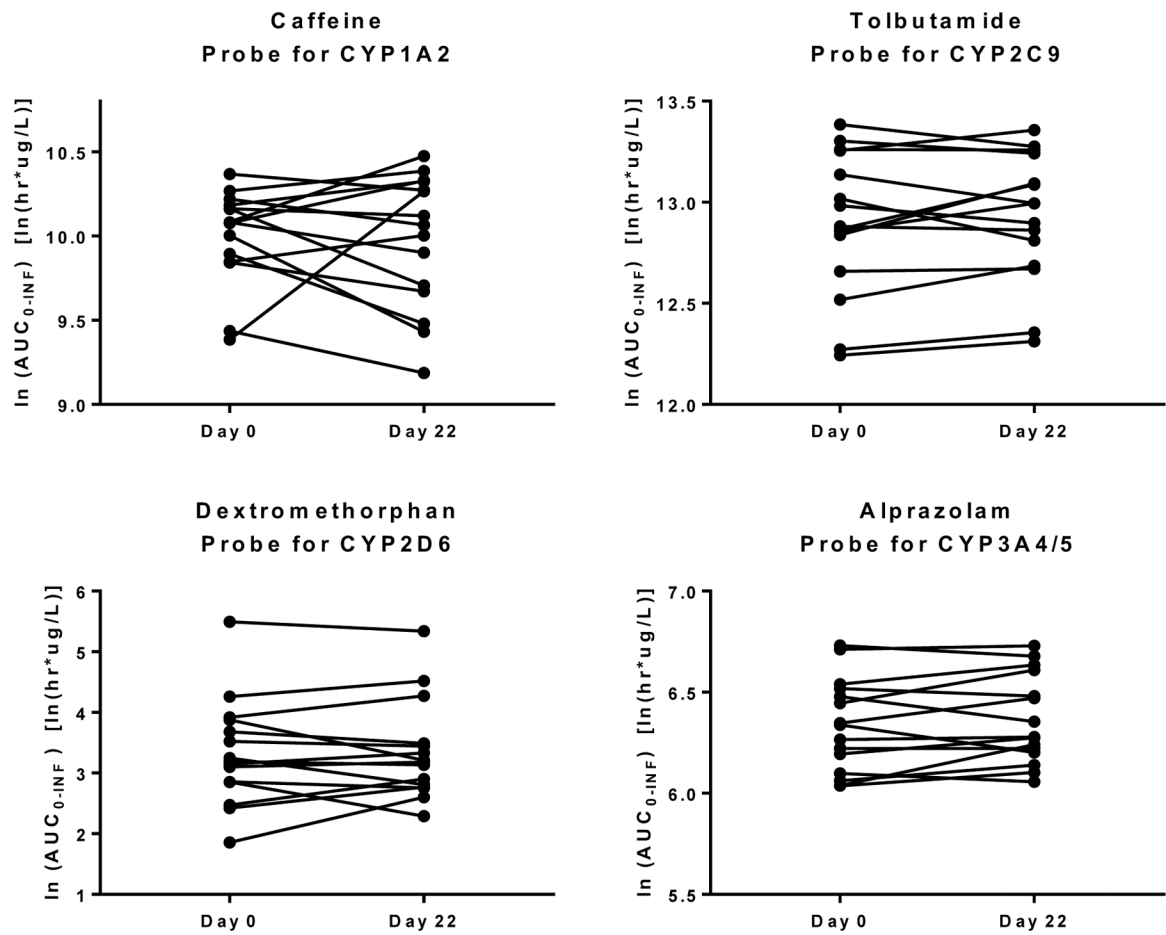 Caffeine
Probe for CYP1A2
ln (AUC0-INF) [ln(hr*ug/L)]
10.5
10.0
9.5
9.0
Day 0
Day 22
Tolbutamide
Probe for CYP2C9
ln (AUC0-INF) [ln(hr*ug/L)]
13.5
13.0
12.5
12.0
Day 0
Day 22
Dextromethorphan
Probe for CYP2D6
ln (AUC0-INF) [ln(hr*ug/L)]
6
5
4
3
2
1
Day 0
Day 22
Alprazolam
Probe for CYP3A4/5
ln (AUC0-INF) [ln(hr*ug/L)]
7.0
6.5
6.0
5.5
Day 0
Day 22